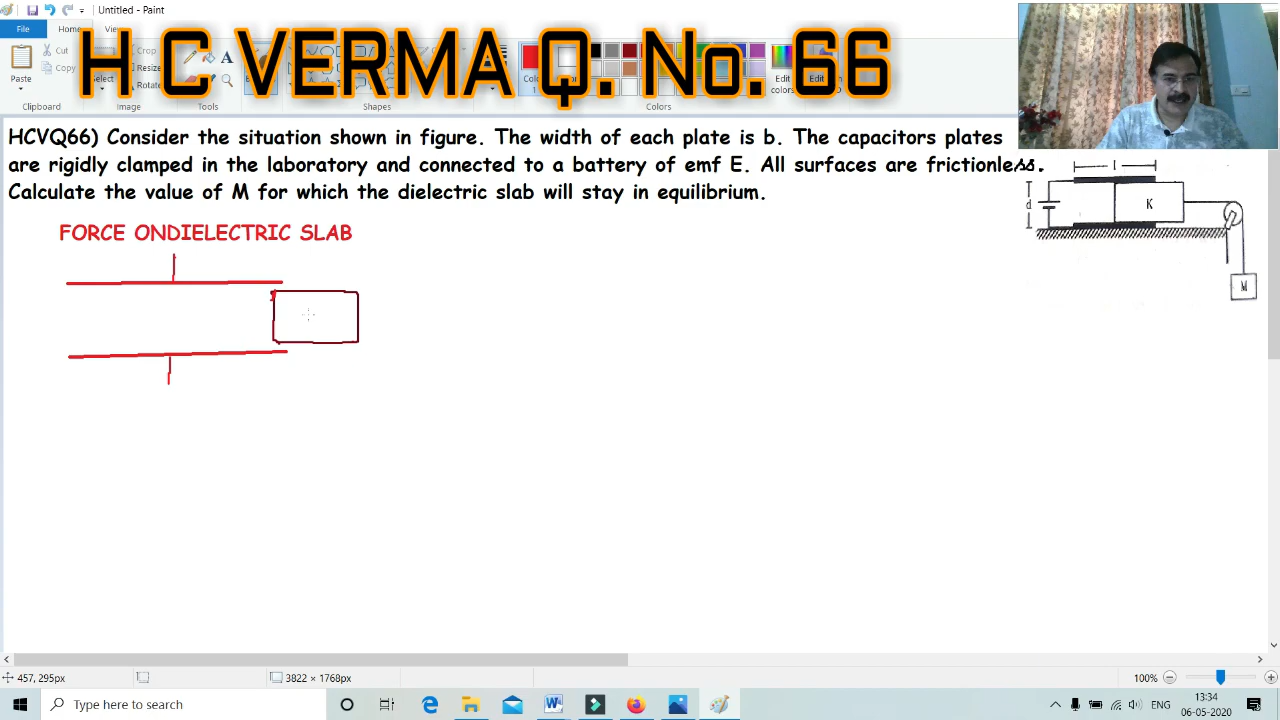 Untitled - Paint
File
Home
Cut
Copy
Paste
Crop
Resize
Rotate
Edit
Edit
colors
Clipboard
Image
Tools
Shapes
Colors
H C VERMA Q. No. 66
HCVQ66) Consider the situation shown in figure. The width of each plate is b. The capacitors plates
are rigidly clamped in the laboratory and connected to a battery of emf E. All surfaces are frictionless.
Calculate the value of M for which the dielectric slab will stay in equilibrium.
l
d
K
M
FORCE ONDIELECTRIC SLAB
457, 295px
3822 × 1768px
100%
Type here to search
ENG
13:34
06-05-2020